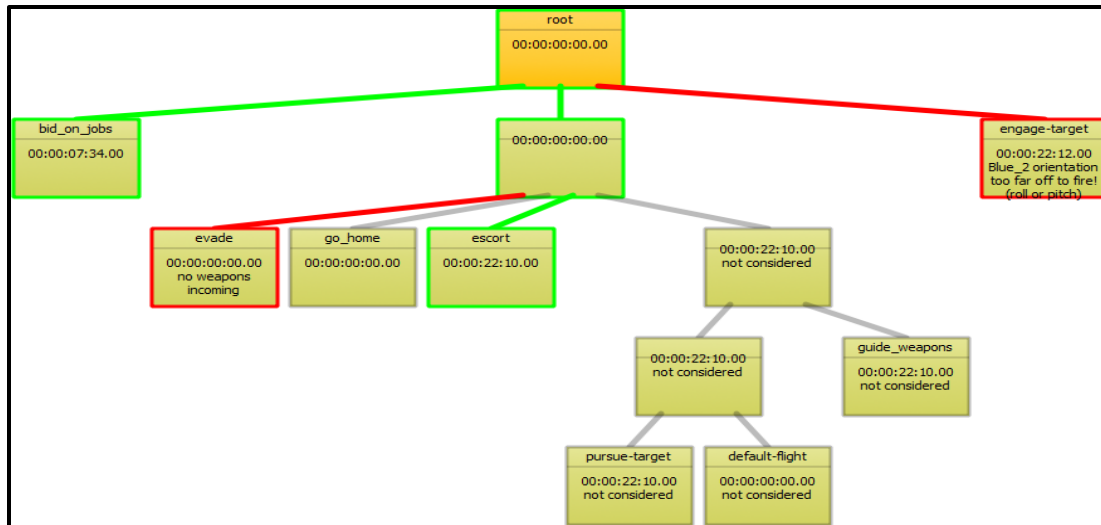 root
00:00:00:00.00
bid_on_jobs
00:00:07:34.00
00:00:00:00.00
engage-target
00:00:22:12.00
Blue_2 orientation
too far off to fire!
(roll or pitch)
evade
00:00:00:00.00
no weapons
incoming
go_home
00:00:00:00.00
escort
00:00:22:10.00
00:00:22:10.00
not considered
00:00:22:10.00
not considered
guide_weapons
00:00:22:10.00
not considered
pursue-target
00:00:22:10.00
not considered
default-flight
00:00:00:00.00
not considered